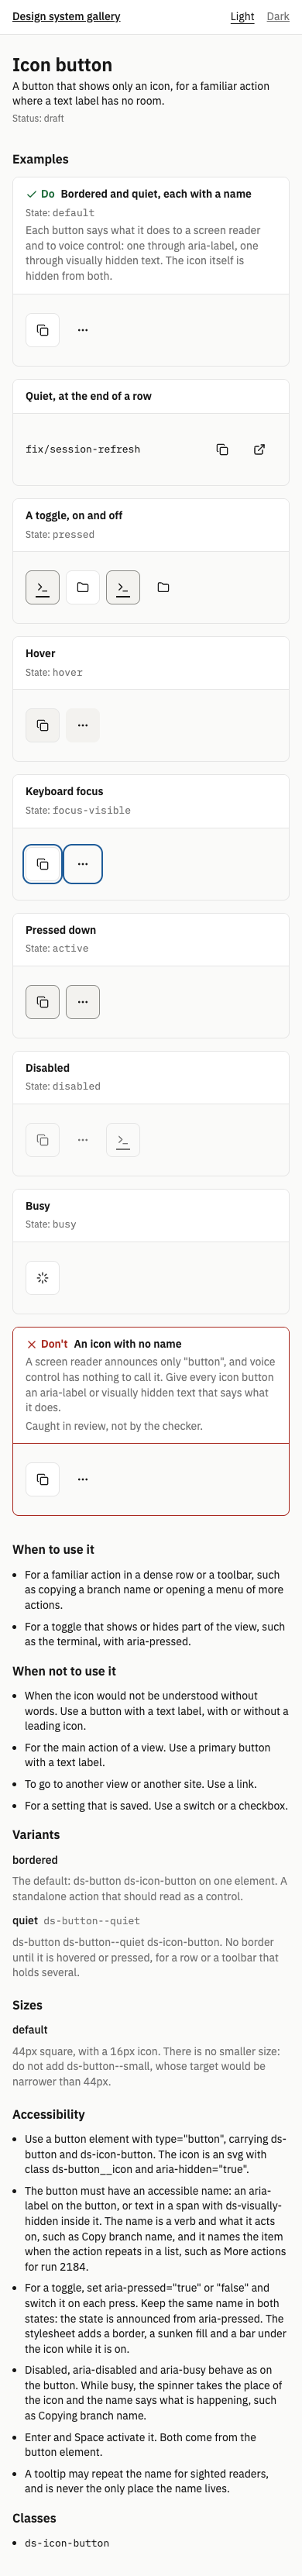 Design system gallery
Light
Dark
Icon button
A button that shows only an icon, for a familiar action
where a text label has no room.
Status: draft
Examples
Do Bordered and quiet, each with a name
State: default
Each button says what it does to a screen reader
and to voice control: one through aria-label, one
through visually hidden text. The icon itself is
hidden from both.
Quiet, at the end of a row
fix/session-refresh
A toggle, on and off
State: pressed
Hover
State: hover
Keyboard focus
State: focus-visible
Pressed down
State: active
Disabled
State: disabled
Busy
State: busy
Don't An icon with no name
A screen reader announces only "button", and voice
control has nothing to call it. Give every icon button
an aria-label or visually hidden text that says what
it does.
Caught in review, not by the checker.
When to use it
• For a familiar action in a dense row or a toolbar, such
as copying a branch name or opening a menu of more
actions.
• For a toggle that shows or hides part of the view, such
as the terminal, with aria-pressed.
When not to use it
• When the icon would not be understood without
words. Use a button with a text label, with or without a
leading icon.
• For the main action of a view. Use a primary button
with a text label.
• To go to another view or another site. Use a link.
• For a setting that is saved. Use a switch or a checkbox.
Variants
bordered
The default: ds-button ds-icon-button on one element. A
standalone action that should read as a control.
quiet ds-button--quiet
ds-button ds-button--quiet ds-icon-button. No border
until it is hovered or pressed, for a row or a toolbar that
holds several.
Sizes
default
44px square, with a 16px icon. There is no smaller size:
do not add ds-button--small, whose target would be
narrower than 44px.
Accessibility
• Use a button element with type="button", carrying ds-
button and ds-icon-button. The icon is an svg with
class ds-button__icon and aria-hidden="true".
• The button must have an accessible name: an aria-
label on the button, or text in a span with ds-visually-
hidden inside it. The name is a verb and what it acts
on, such as Copy branch name, and it names the item
when the action repeats in a list, such as More actions
for run 2184.
• For a toggle, set aria-pressed="true" or "false" and
switch it on each press. Keep the same name in both
states: the state is announced from aria-pressed. The
stylesheet adds a border, a sunken fill and a bar under
the icon while it is on.
• Disabled, aria-disabled and aria-busy behave as on
the button. While busy, the spinner takes the place of
the icon and the name says what is happening, such
as Copying branch name.
• Enter and Space activate it. Both come from the
button element.
• A tooltip may repeat the name for sighted readers,
and is never the only place the name lives.
Classes
• ds-icon-button